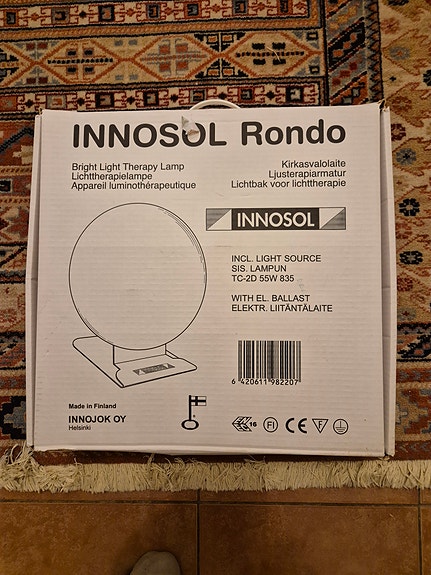 INNOSOL Rondo
Bright Light Therapy Lamp
Lichttherapielampe
Appareil luminothérapeutique
Kirkasvalolaite
Ljusterapiarmatur
Lichtbak voor lichttherapie
INNOSOL
INCL. LIGHT SOURCE
SIS. LAMPUN
TC-2D 55W 835
WITH EL. BALLAST
ELEKTR. LIITÄNTÄLAITE
6 420611 982207
Made in Finland
INNOJOK OY
Helsinki
16 FI CE F